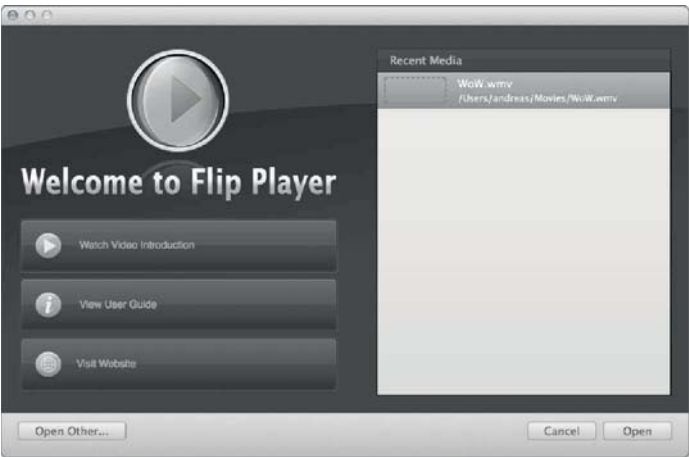 Welcome to Flip Player
Watch Video Introduction
View User Guide
Visit Website
Recent Media
WoW.wmv
/Users/andreas/Movies/WoW.wmv
Open Other...
Cancel
Open